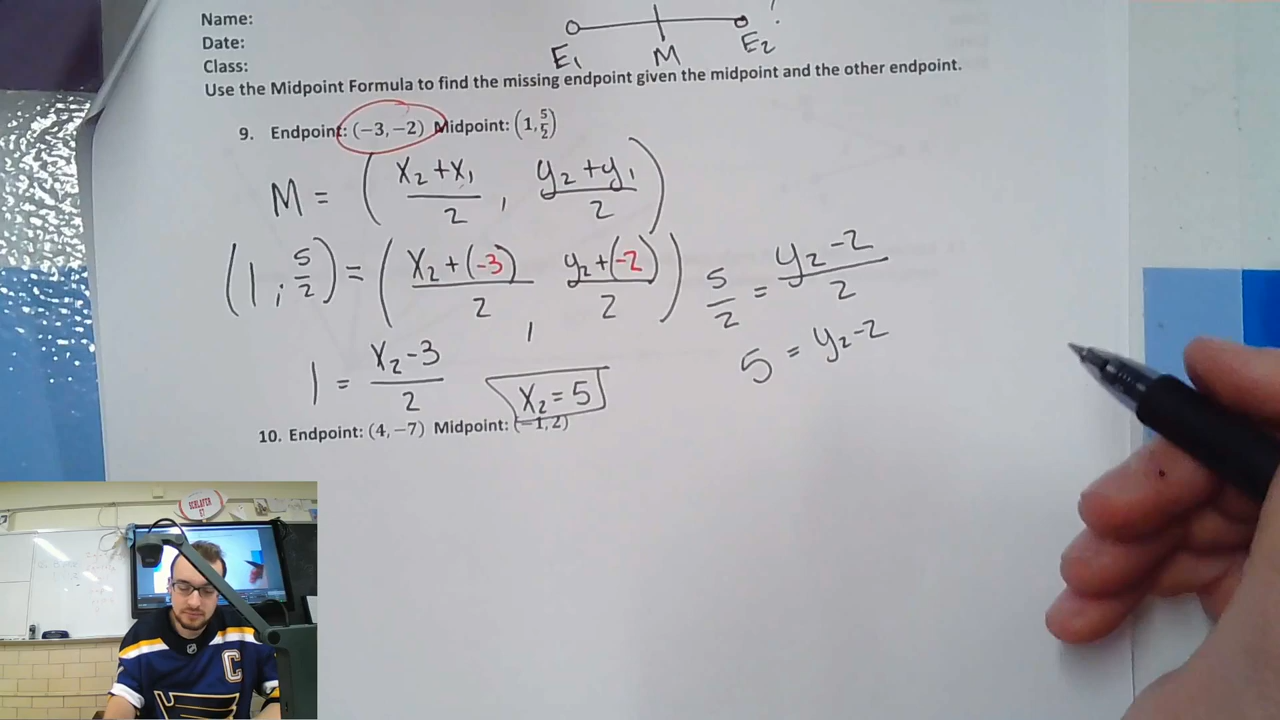 Name:
Date:
Class:
E₁ M E₂ ?
Use the Midpoint Formula to find the missing endpoint given the midpoint and the other endpoint.
9. Endpoint: (−3, −2) Midpoint: (1, 5/2)
M = ( (x₂ + x₁)/2 , (y₂ + y₁)/2 )
(1, 5/2) = ( (x₂ + (-3))/2 , (y₂ + (-2))/2 )
5/2 = (y₂ - 2)/2
5 = y₂ - 2
1 = (x₂ - 3)/2
x₂ = 5
10. Endpoint: (4, −7) Midpoint: (−1, 2)
C